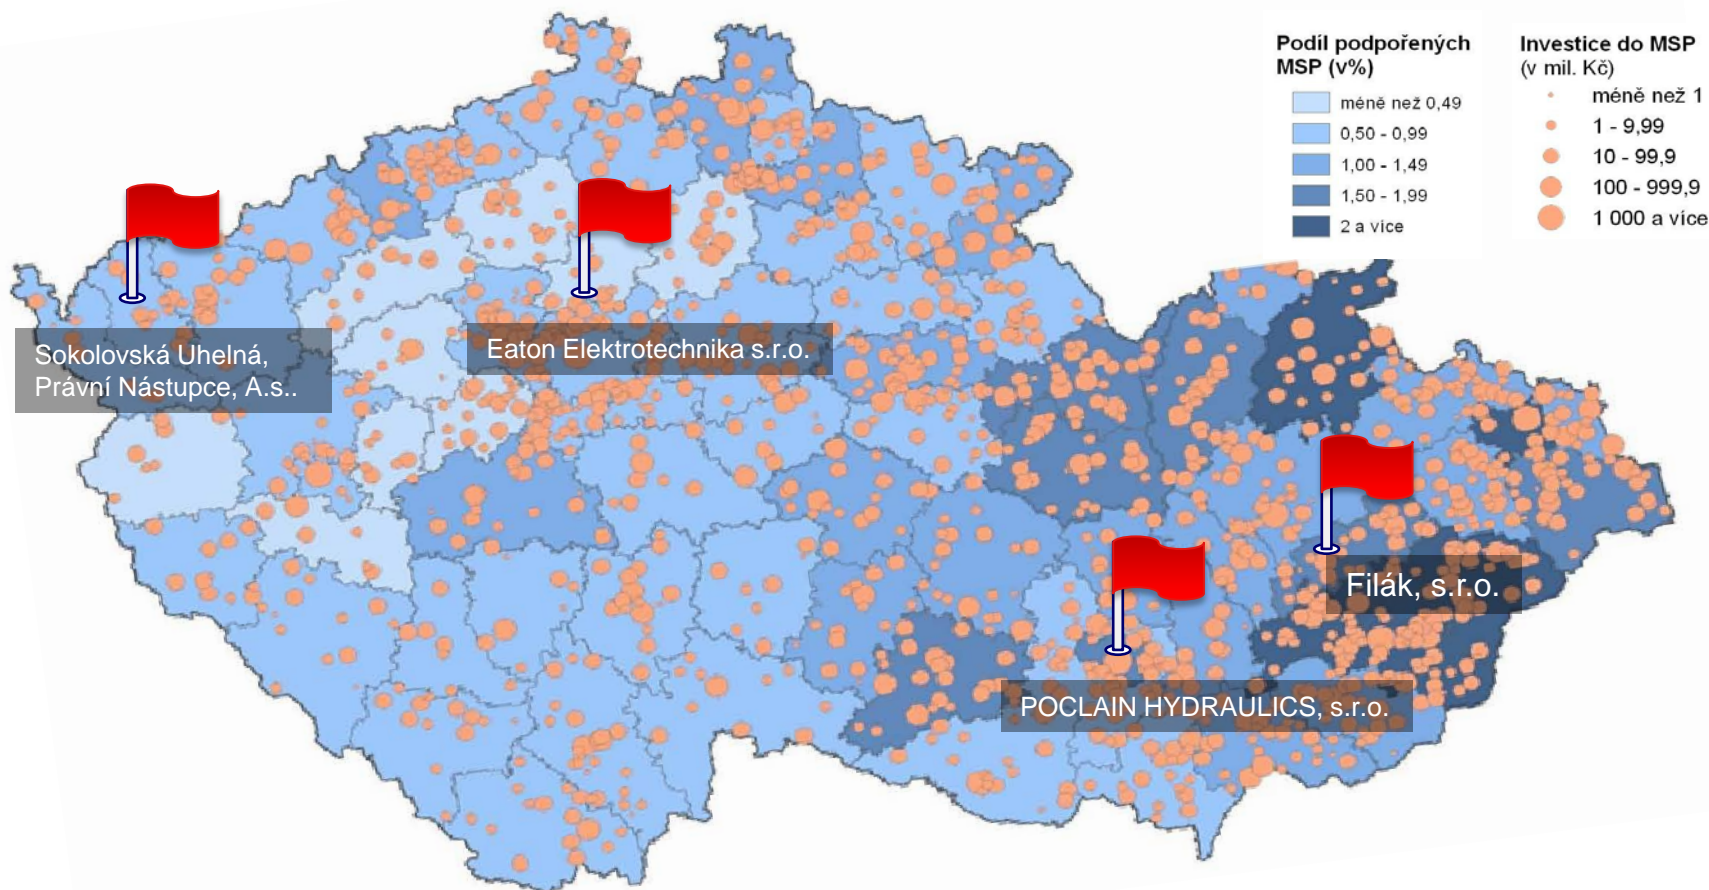 Podíl podpořených
MSP (v%)
méně než 0,49
0,50 - 0,99
1,00 - 1,49
1,50 - 1,99
2 a více
Investice do MSP
(v mil. Kč)
méně než 1
1 - 9,99
10 - 99,9
100 - 999,9
1 000 a více
Sokolovská Uhelná,
Právní Nástupce, A.s..
Eaton Elektrotechnika s.r.o.
Filák, s.r.o.
POCLAIN HYDRAULICS, s.r.o.